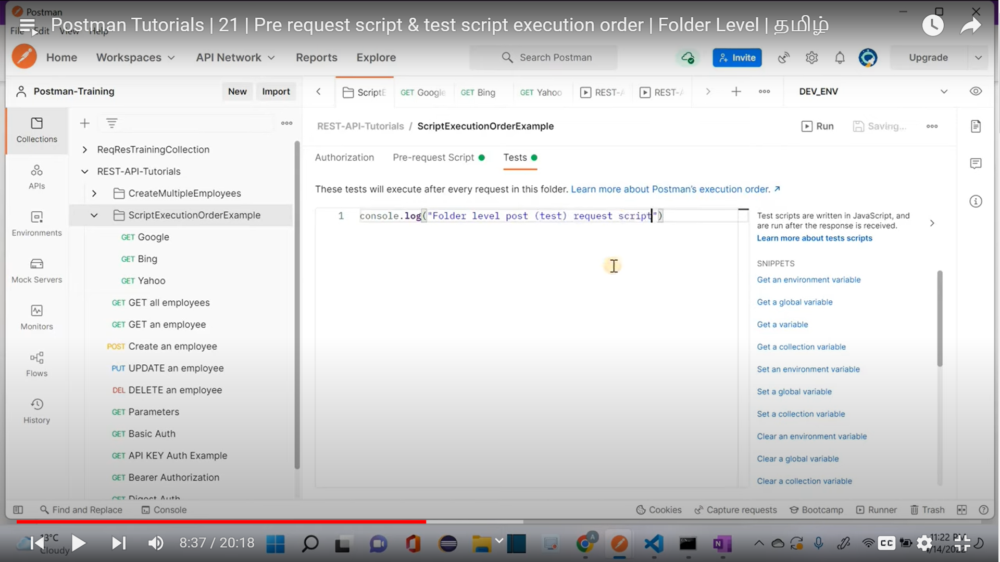 Postman
File Edit View Help
Postman Tutorials | 21 | Pre request script & test script execution order | Folder Level | தமிழ்
Home Workspaces API Network Reports Explore Search Postman Invite Upgrade
Postman-Training New Import
ScriptE GET Google GET Bing GET Yahoo REST-A REST-A DEV_ENV
Collections
APIs
Environments
Mock Servers
Monitors
Flows
History
ReqResTrainingCollection
REST-API-Tutorials
CreateMultipleEmployees
ScriptExecutionOrderExample
GET Google
GET Bing
GET Yahoo
GET GET all employees
GET GET an employee
POST Create an employee
PUT UPDATE an employee
DEL DELETE an employee
GET Parameters
GET Basic Auth
GET API KEY Auth Example
GET Bearer Authorization
GET Digest Auth
REST-API-Tutorials / ScriptExecutionOrderExample Run Saving...
Authorization Pre-request Script Tests
These tests will execute after every request in this folder. Learn more about Postman's execution order. ↗
1 console.log("Folder level post (test) request script")
Test scripts are written in JavaScript, and
are run after the response is received.
Learn more about tests scripts
SNIPPETS
Get an environment variable
Get a global variable
Get a variable
Get a collection variable
Set an environment variable
Set a global variable
Set a collection variable
Clear an environment variable
Clear a global variable
Clear a collection variable
Find and Replace Console Cookies Capture requests Bootcamp Runner Trash
8:37 / 20:18
13°C
Cloudy
A
N
CC
11:22 PM